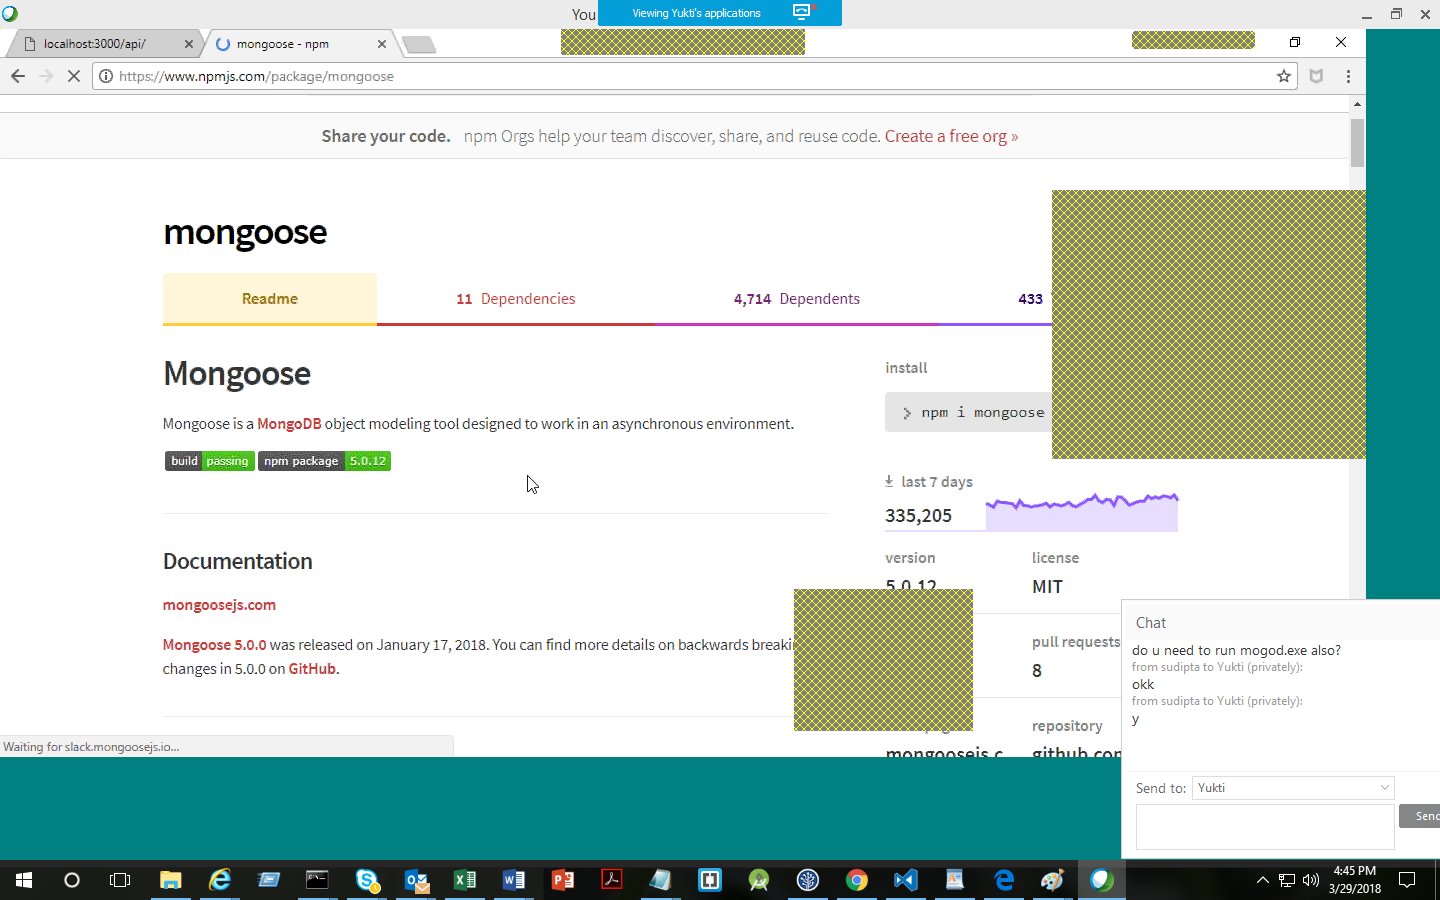 You
Viewing Yukti's applications
localhost:3000/api/
mongoose - npm
https://www.npmjs.com/package/mongoose
Share your code. npm Orgs help your team discover, share, and reuse code. Create a free org »
mongoose
Readme
11 Dependencies
4,714 Dependents
433
Mongoose
Mongoose is a MongoDB object modeling tool designed to work in an asynchronous environment.
build passing npm package 5.0.12
Documentation
mongoosejs.com
Mongoose 5.0.0 was released on January 17, 2018. You can find more details on backwards breaki
changes in 5.0.0 on GitHub.
install
> npm i mongoose
last 7 days
335,205
version
5.0.12
license
MIT
pull requests
8
repository
mongooseis.c
github.con
Waiting for slack.mongoosejs.io...
Chat
do u need to run mogod.exe also?
from sudipta to Yukti (privately):
okk
from sudipta to Yukti (privately):
y
Send to: Yukti
Send
4:45 PM
3/29/2018